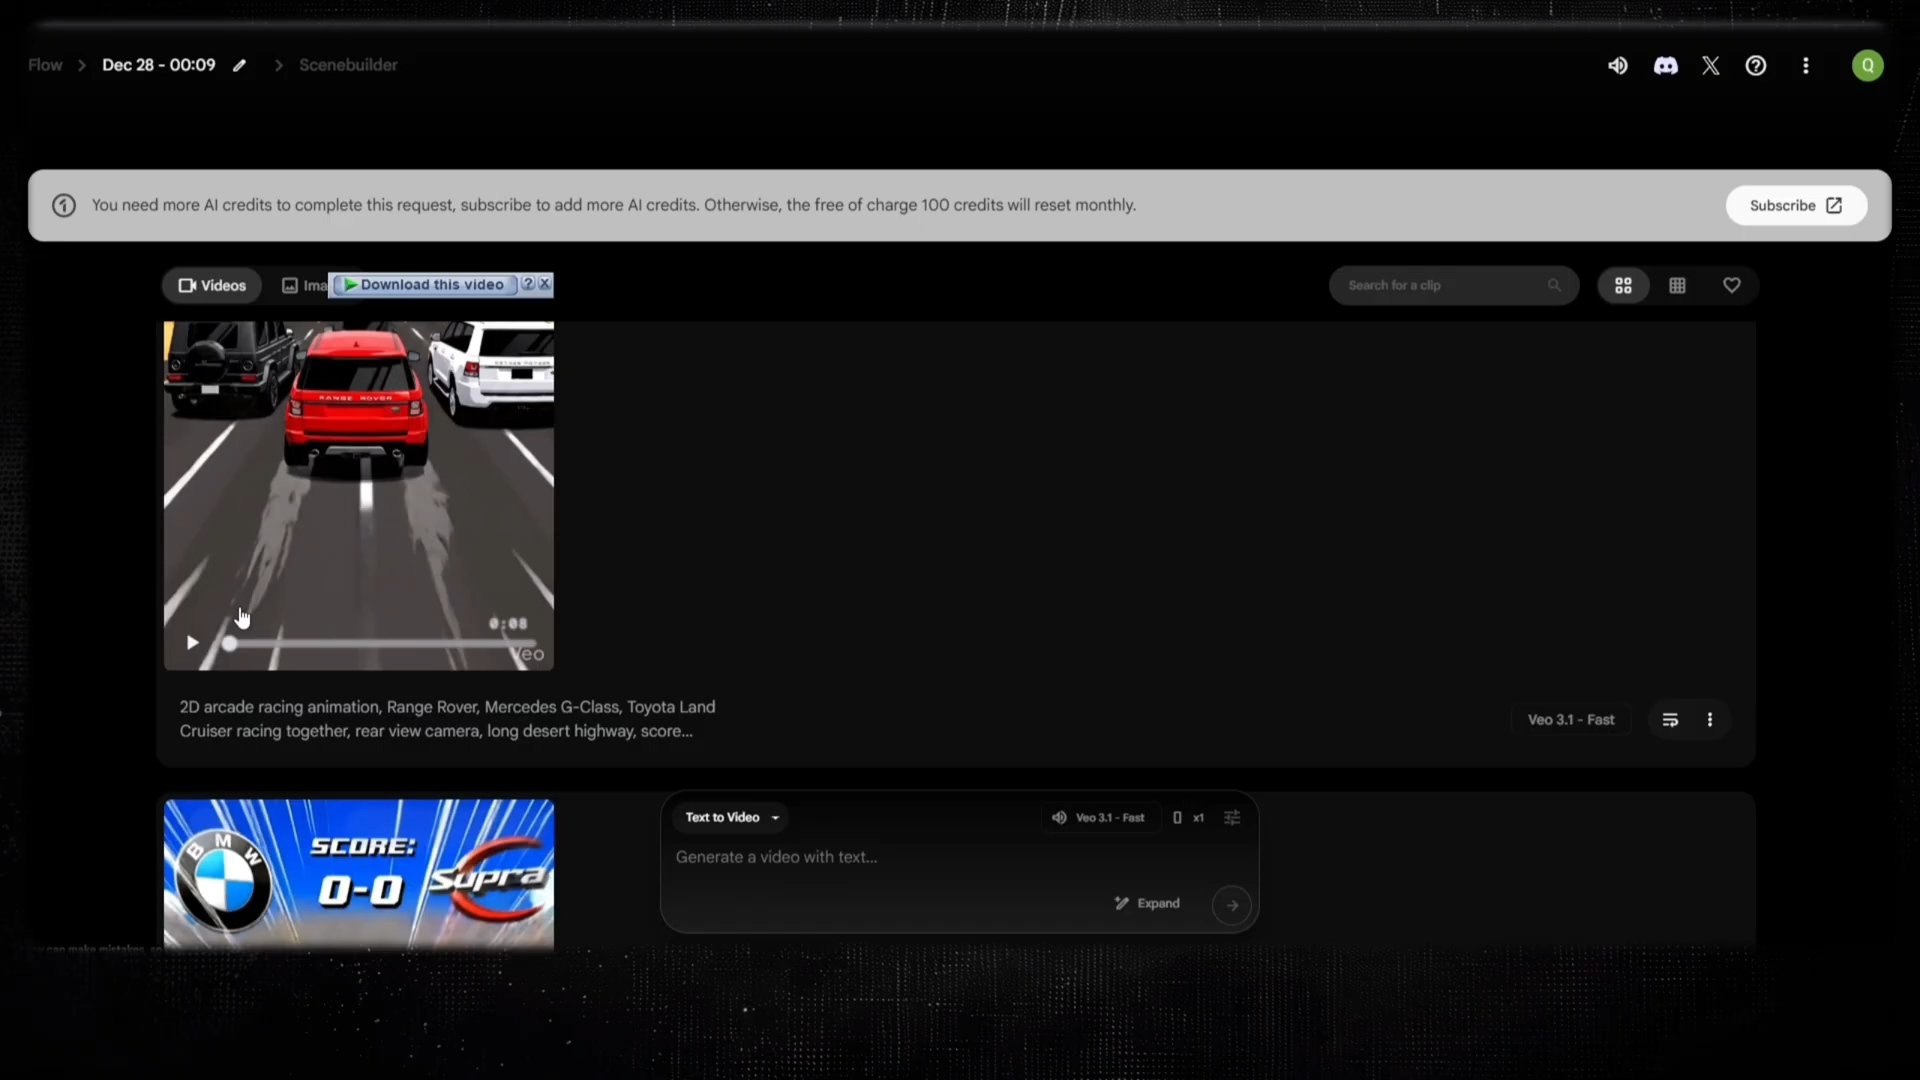 Flow > Dec 28 - 00:09 > Scenebuilder
Q
You need more AI credits to complete this request, subscribe to add more AI credits. Otherwise, the free of charge 100 credits will reset monthly.
Subscribe
Videos
Ima
Download this video
Search for a clip
RANGE ROVER
0:08
Veo
2D arcade racing animation, Range Rover, Mercedes G-Class, Toyota Land
Cruiser racing together, rear view camera, long desert highway, score...
Veo 3.1 - Fast
BMW
SCORE:
0-0
Supra
Text to Video
Veo 3.1 - Fast
x1
Generate a video with text...
Expand
can make mistakes, so